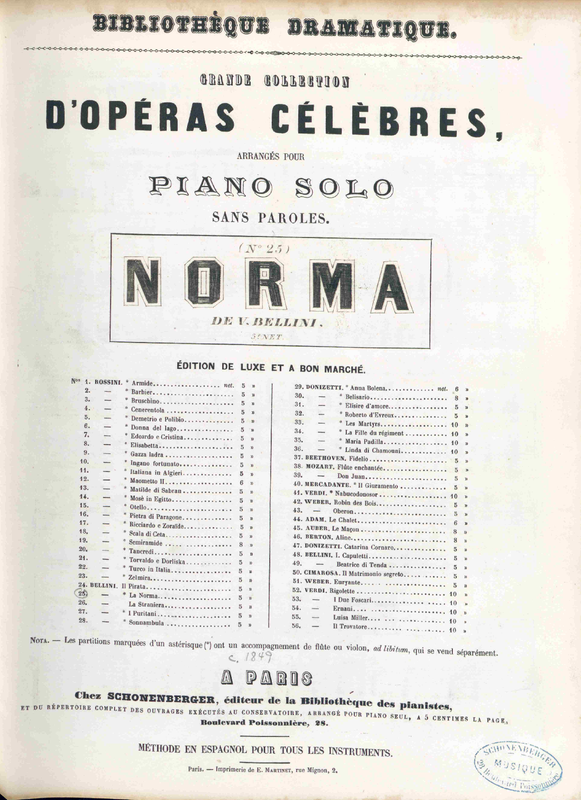 BIBLIOTHÈQUE DRAMATIQUE.
GRANDE COLLECTION
D'OPÉRAS CÉLÈBRES,
ARRANGÉS POUR
PIANO SOLO
SANS PAROLES.
(No 25)
NORMA
DE V. BELLINI.
5f NET.
ÉDITION DE LUXE ET A BON MARCHÉ.
Nos 1. ROSSINI. * Armide. net. 5 »
2. — * Barbier. 5 »
3. — * Bruschino. 5 »
4. — * Cenerentola. 5 »
5. — * Demetrio e Polibio. 5 »
6. — * Donna del lago. 5 »
7. — * Edoardo e Cristina. 5 »
8. — * Elisabetta. 5 »
9. — * Gazza ladra. 5 »
10. — * Ingano fortunato. 5 »
11. — * Italiana in Algieri. 5 »
12. — * Maometto II. 6 »
13. — * Matilde di Sabran. 5 »
14. — * Mosè in Egitto. 5 »
15. — * Otello. 5 »
16. — * Pietra di Paragone. 5 »
17. — * Ricciardo e Zoraïde. 5 »
18. — * Scala di Ceta. 5 »
19. — * Semiramide. 8 »
20. — * Tancredi. 5 »
21. — * Torvaldo e Dorliska. 5 »
22. — * Turco in Italia. 5 »
23. — * Zelmira. 5 »
24. BELLINI. Il Pirata. 5 »
25. — * La Norma. 5 »
26. — La Straniera. 5 »
27. — * I Puritani. 5 »
28. — * Sonnambula. 5 »
29. DONIZETTI. * Anna Bolena. net. 6 »
30. — * Belisario. 8 »
31. — * Elisire d'amore. 5 »
32. — * Roberto d'Evreux. 5 »
33. — * Les Martyrs. 10 »
34. — * La Fille du régiment. 10 »
35. — * Maria Padilla. 10 »
36. — * Linda di Chamouni. 10 »
37. BEETHOVEN. Fidelio. 5 »
38. MOZART. Flûte enchantée. 5 »
39. — Don Juan. 5 »
40. MERCADANTE. * Il Giuramento. 5 »
41. VERDI. * Nabucodonosor. 10 »
42. WEBER. Robin des Bois. 5 »
43. — Oberon. 5 »
44. ADAM. Le Chalet. 6 »
45. AUBER. Le Maçon. 8 »
46. BERTON. Aline. 8 »
47. DONIZETTI. Catarina Cornaro. 5 »
48. BELLINI. I. Capuletti. 5 »
49. — Beatrice di Tenda. 5 »
50. CIMAROSA. Il Matrimonio segreto. 5 »
51. WEBER. Euryante. 5 »
52. VERDI. Rigolette. 10 »
53. — I Due Foscari. 10 »
54. — Ernani. 10 »
55. — Luisa Miller. 10 »
56. — Il Trovatore. 10 »
NOTA. — Les partitions marquées d'un astérisque (*) ont un accompagnement de flûte ou violon, ad libitum, qui se vend séparément.
c. 1849
A PARIS
Chez SCHONENBERGER, éditeur de la Bibliothèque des pianistes,
ET DU RÉPERTOIRE COMPLET DES OUVRAGES EXÉCUTÉS AU CONSERVATOIRE, ARRANGÉ POUR PIANO SEUL, A 5 CENTIMES LA PAGE,
Boulevard Poissonnière, 28.
MÉTHODE EN ESPAGNOL POUR TOUS LES INSTRUMENTS.
Paris. — Imprimerie de E. MARTINET, rue Mignon, 2.
SCHONENBERGER
MUSIQUE
28 Boulevard Poissonnière